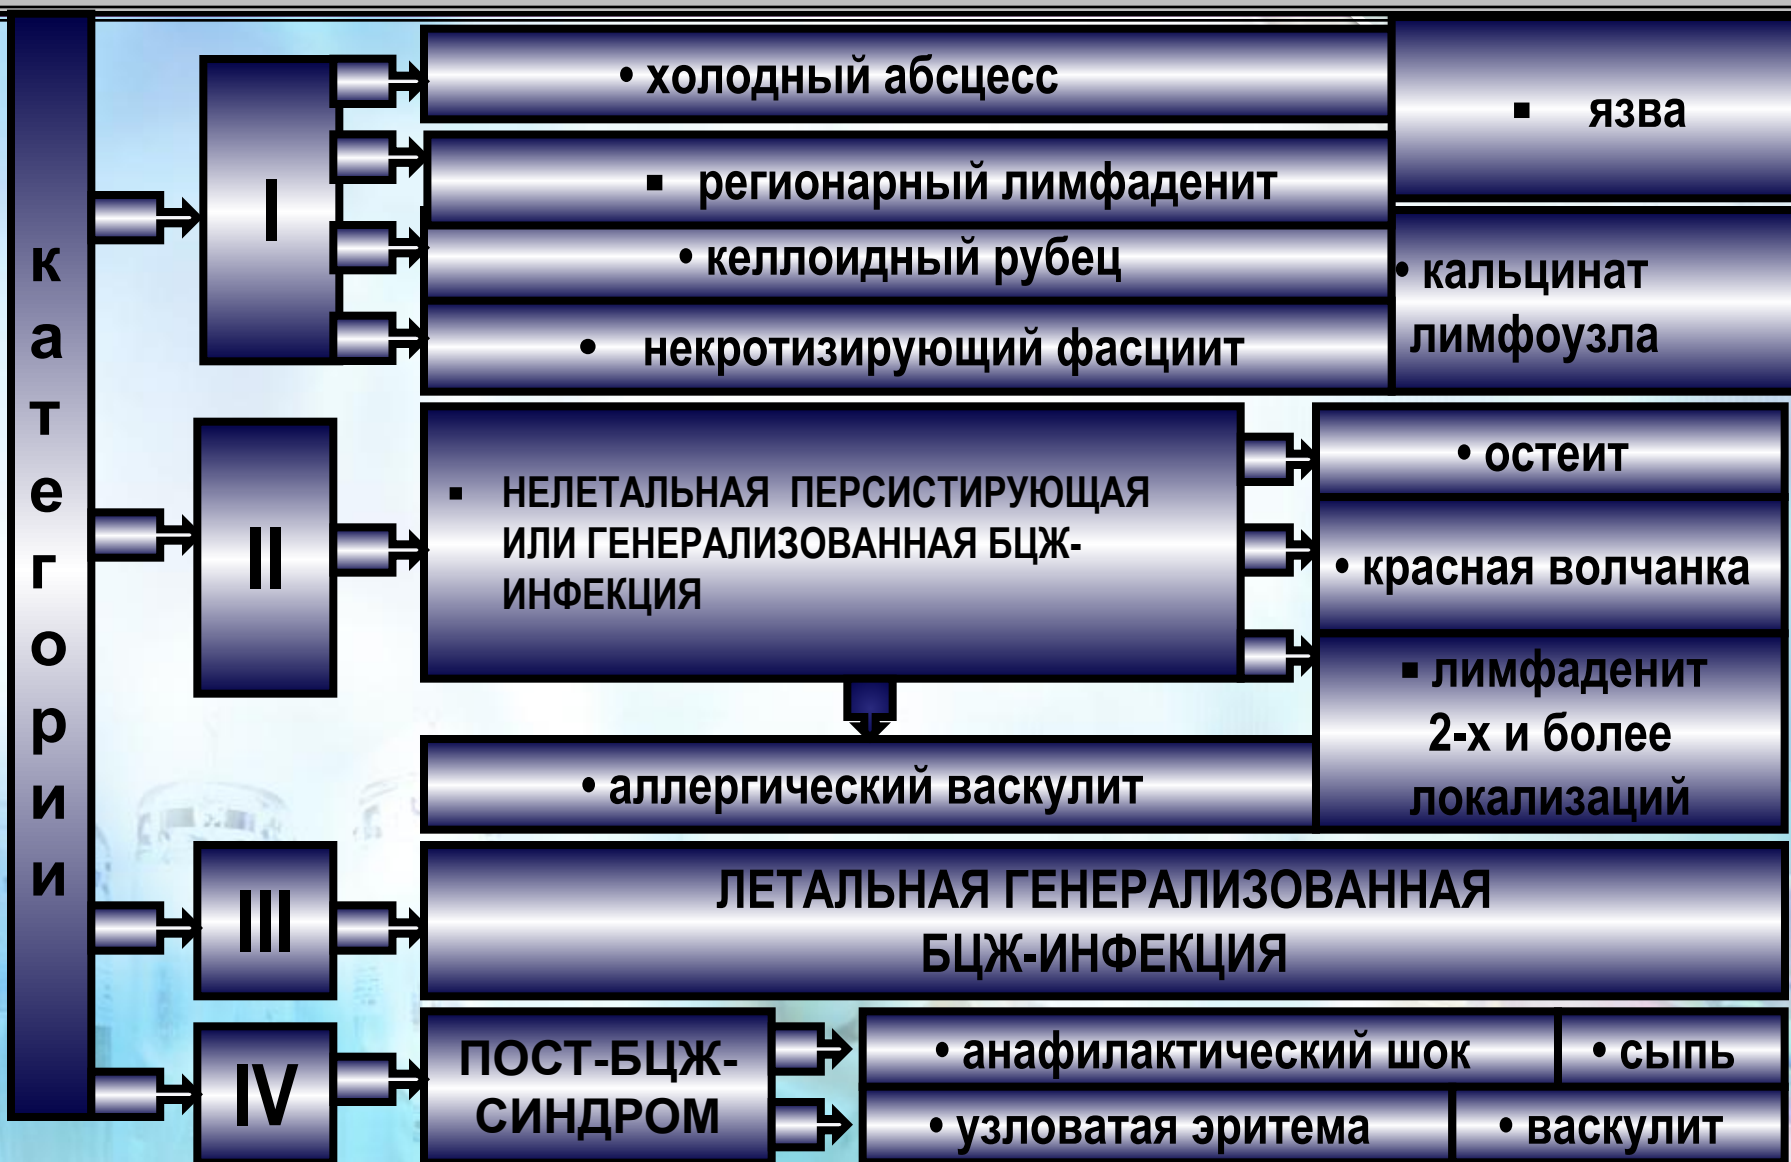 категории
I
• холодный абсцесс
▪ язва
▪ регионарный лимфаденит
• келлоидный рубец
• кальцинат
лимфоузла
• некротизирующий фасциит
II
▪ НЕЛЕТАЛЬНАЯ ПЕРСИСТИРУЮЩАЯ
ИЛИ ГЕНЕРАЛИЗОВАННАЯ БЦЖ-
ИНФЕКЦИЯ
• остеит
• красная волчанка
▪ лимфаденит
2-х и более
локализаций
• аллергический васкулит
III
ЛЕТАЛЬНАЯ ГЕНЕРАЛИЗОВАННАЯ
БЦЖ-ИНФЕКЦИЯ
IV
ПОСТ-БЦЖ-
СИНДРОМ
• анафилактический шок
• сыпь
• узловатая эритема
• васкулит